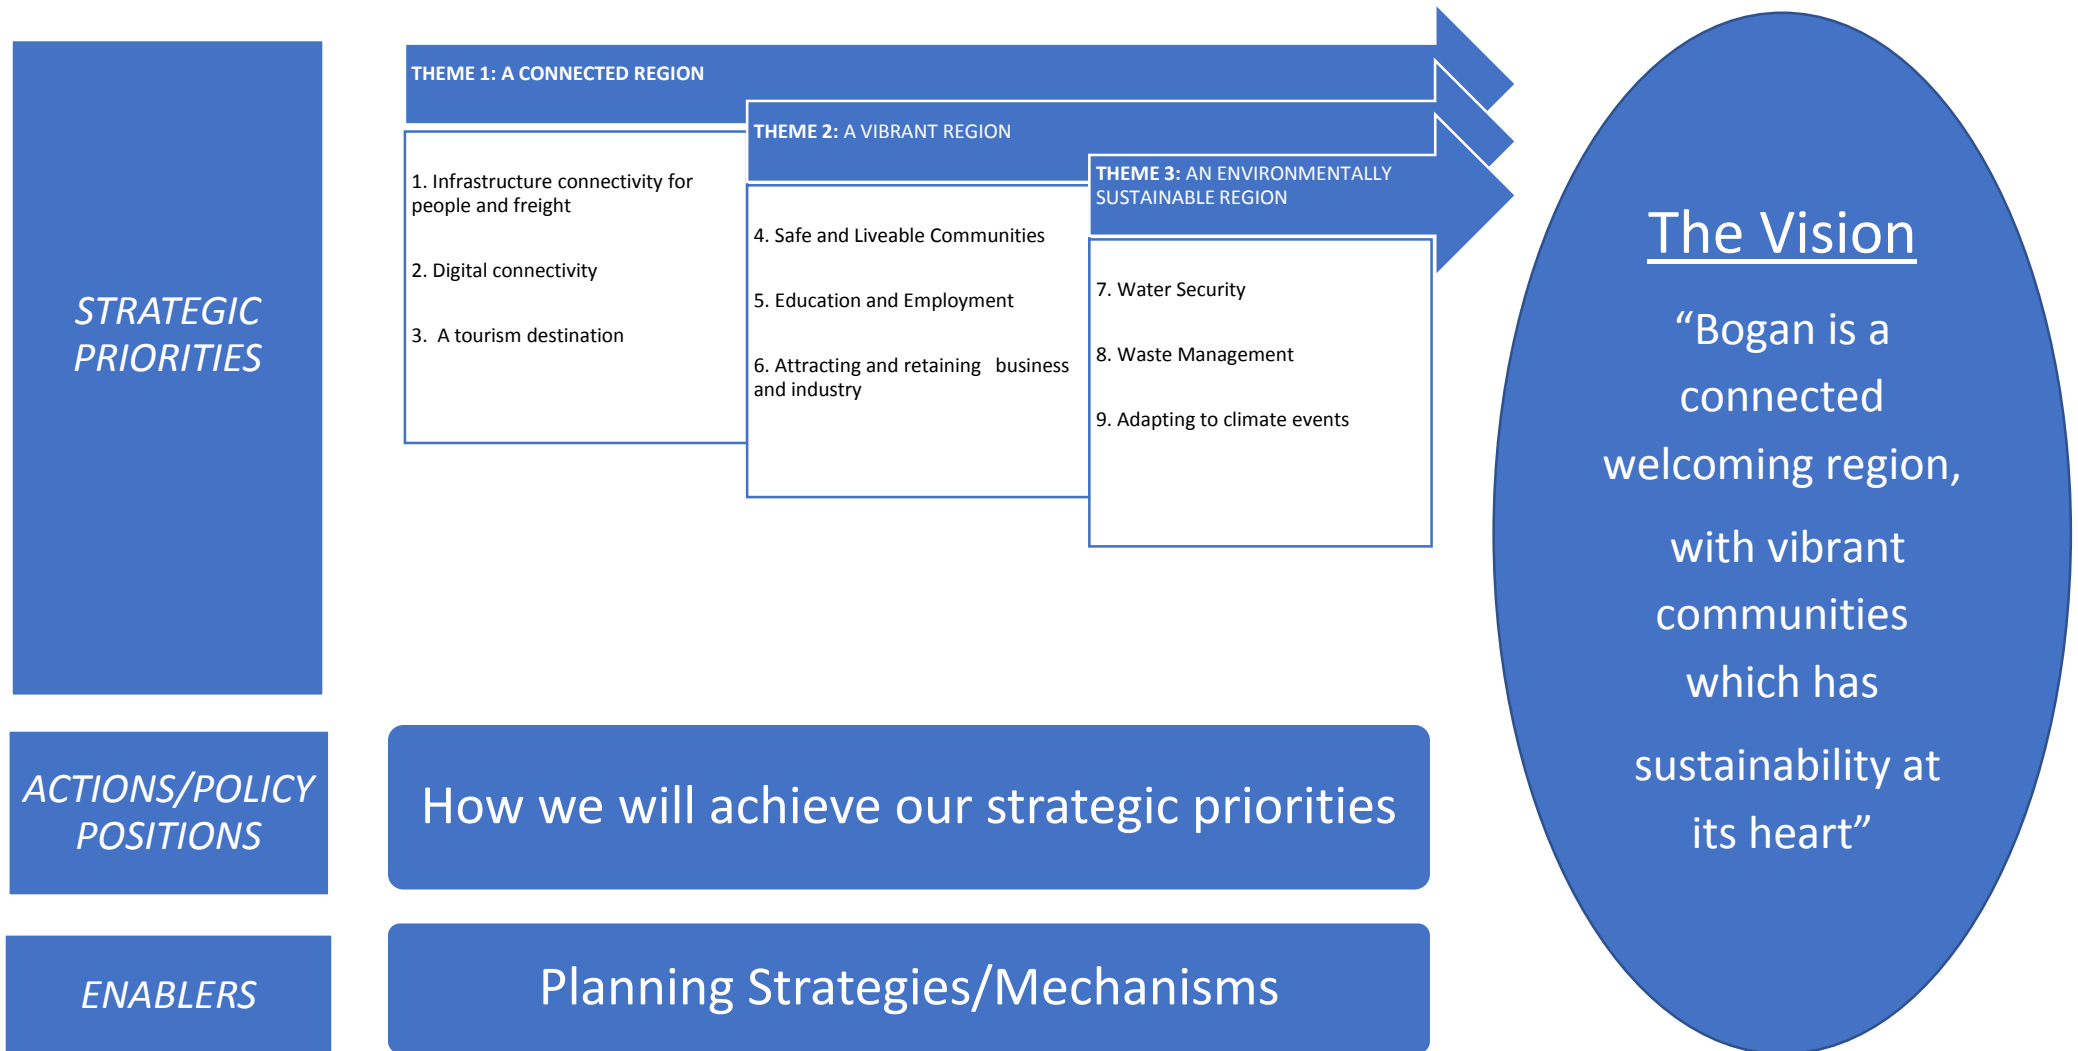 STRATEGIC
PRIORITIES
THEME 1: A CONNECTED REGION
1. Infrastructure connectivity for
people and freight
2. Digital connectivity
3.  A tourism destination
THEME 2: A VIBRANT REGION
4. Safe and Liveable Communities
5. Education and Employment
6. Attracting and retaining   business
and industry
THEME 3: AN ENVIRONMENTALLY
SUSTAINABLE REGION
7. Water Security
8. Waste Management
9. Adapting to climate events
ACTIONS/POLICY
POSITIONS
How we will achieve our strategic priorities
ENABLERS
Planning Strategies/Mechanisms
The Vision
“Bogan is a
connected
welcoming region,
with vibrant
communities
which has
sustainability at
its heart”